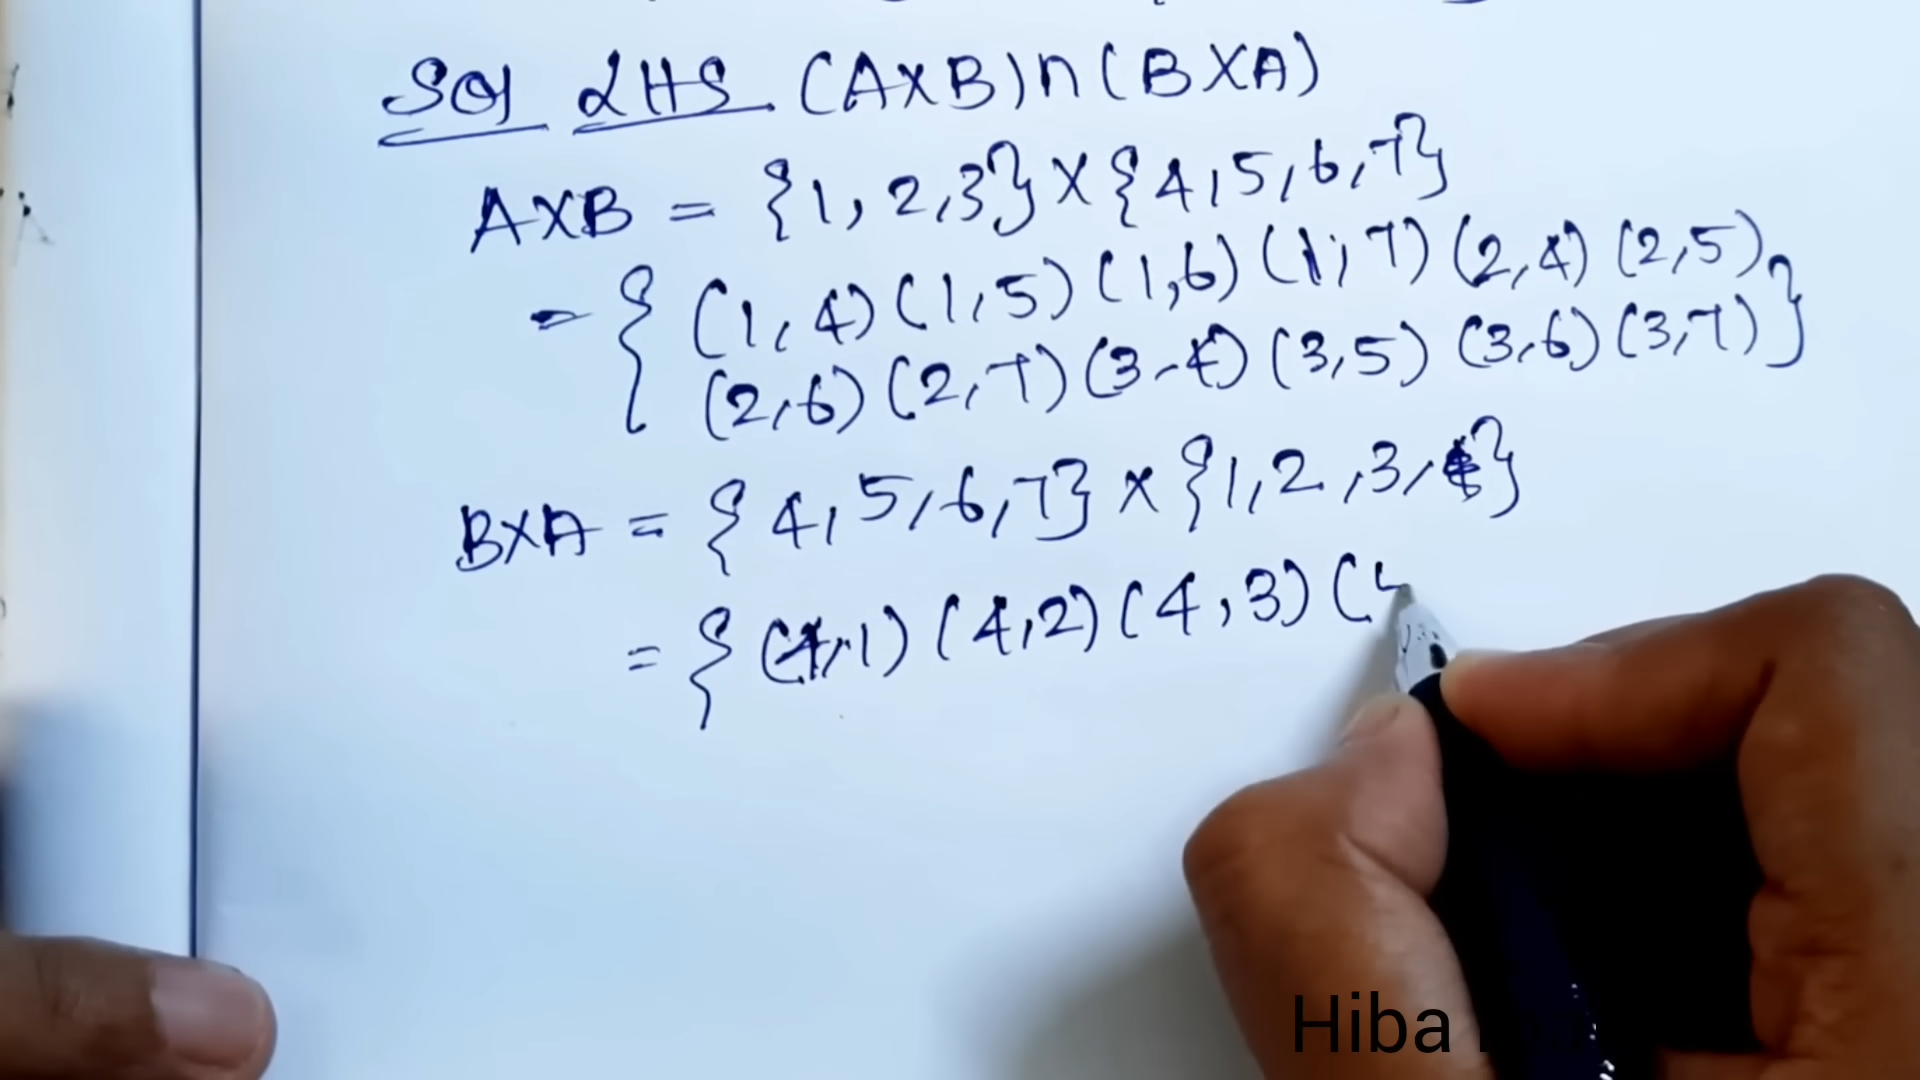 Sol LHS (AXB)∩(BXA)
AXB = {1,2,3}X{4,5,6,7}
= { (1,4)(1,5)(1,6)(1,7)(2,4)(2,5),
(2,6)(2,7)(3,4)(3,5)(3,6)(3,7) }
BXA = {4,5,6,7}x{1,2,3,}
= { (4,1)(4,2)(4,3)(
Hiba